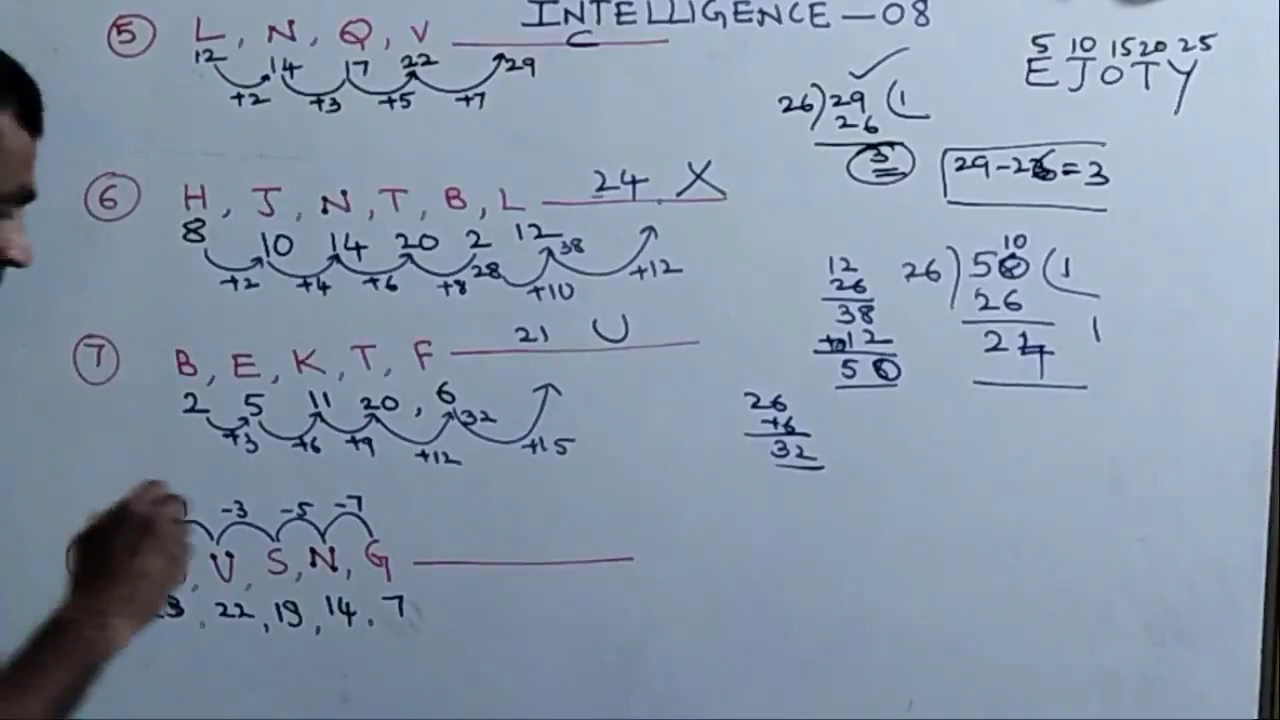 INTELLIGENCE - 08
5 L, N, Q, V C
12 14 17 22 29
+2 +3 +5 +7
26)29(1
26
3
29-26=3
5 10 15 20 25
E J O T Y
6 H, J, N, T, B, L 24 X
8 10 14 20 2 12 38
28
+2 +4 +6 +8 +10 +12
12
26
38
+12
50
10
26)50(1
26
24
1
7 B, E, K, T, F 21 U
2 5 11 20, 6 32
+3 +6 +9 +12 +15
26
+6
32
-3 -5 -7
V, S, N, G
3, 22, 19, 14, 7